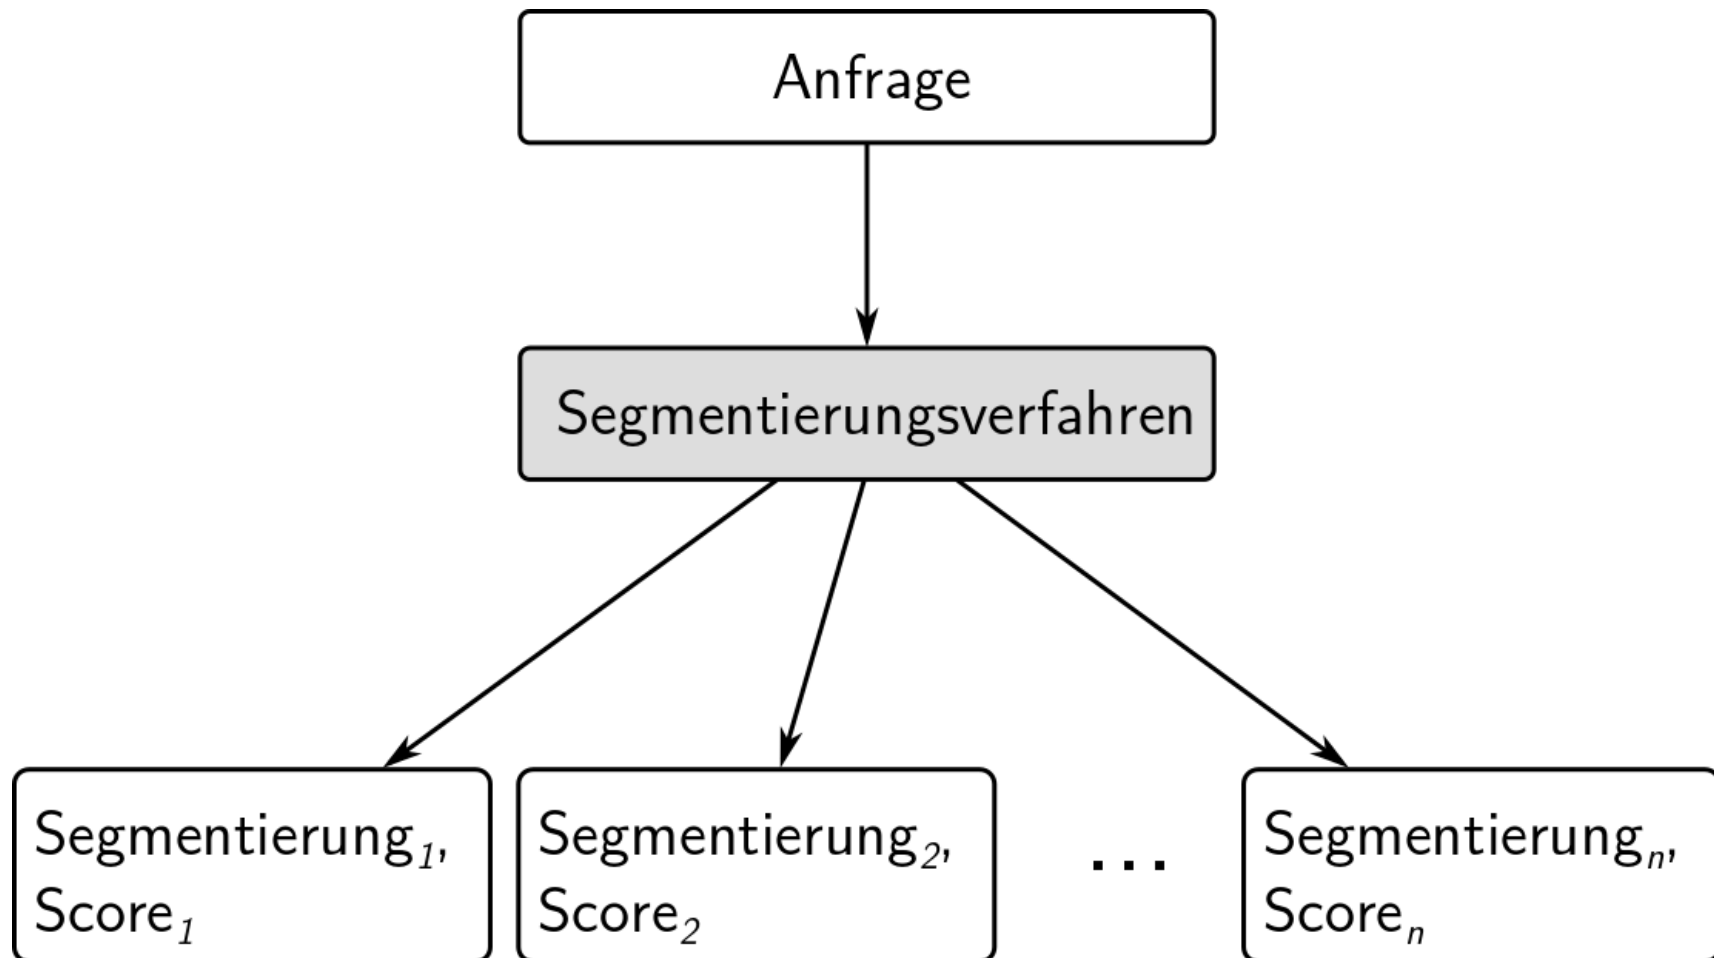 Anfrage
Segmentierungsverfahren
Segmentierung₁,
Score₁
Segmentierung₂,
Score₂
...
Segmentierungₙ,
Scoreₙ